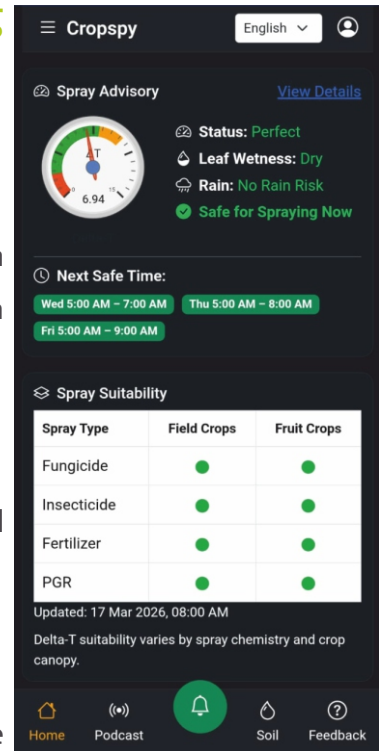 Cropspy
English
Spray Advisory
View Details
ΔT
0
15
6.94
Status: Perfect
Leaf Wetness: Dry
Rain: No Rain Risk
Safe for Spraying Now
Next Safe Time:
Wed 5:00 AM – 7:00 AM
Thu 5:00 AM – 8:00 AM
Fri 5:00 AM – 9:00 AM
Spray Suitability
Spray Type Field Crops Fruit Crops
Fungicide
Insecticide
Fertilizer
PGR
Updated: 17 Mar 2026, 08:00 AM
Delta-T suitability varies by spray chemistry and crop
canopy.
Home Podcast Soil Feedback